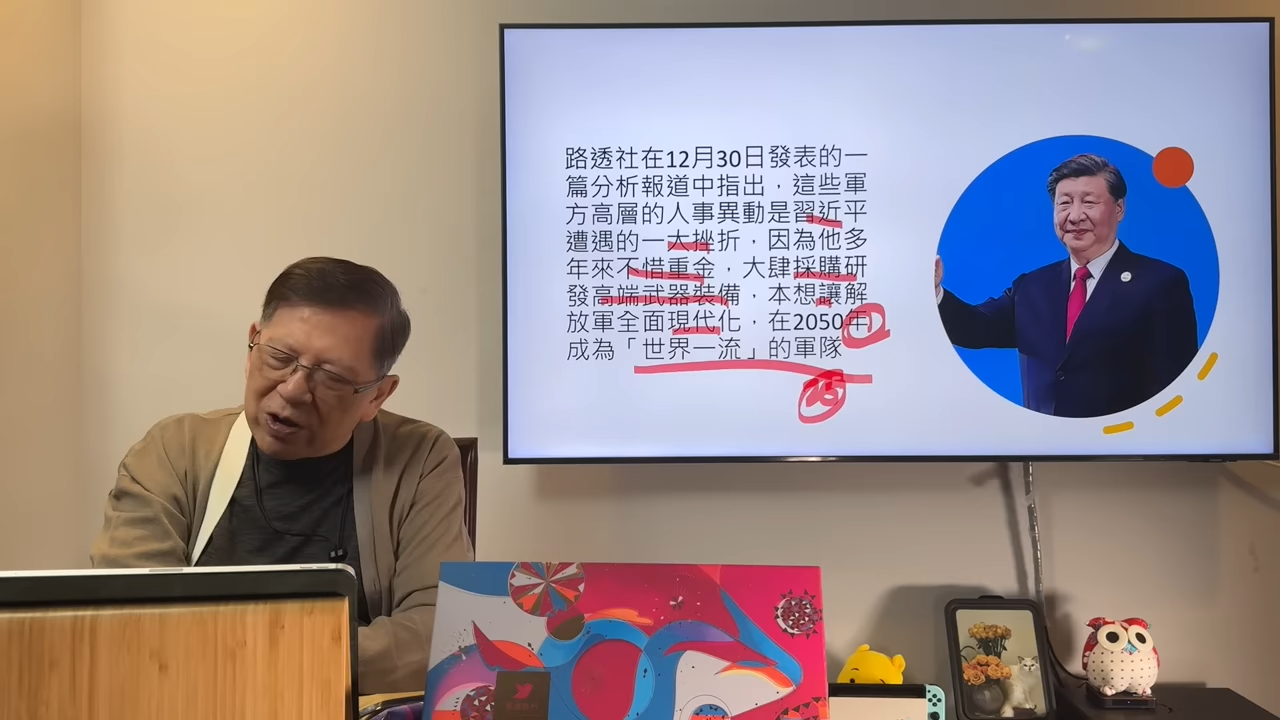 路透社在12月30日發表的一
篇分析報道中指出，這些軍
方高層的人事異動是習近平
遭遇的一大挫折，因為他多
年來不惜重金，大肆採購研
發高端武器裝備，本想讓解
放軍全面現代化，在2050年
成為「世界一流」的軍隊